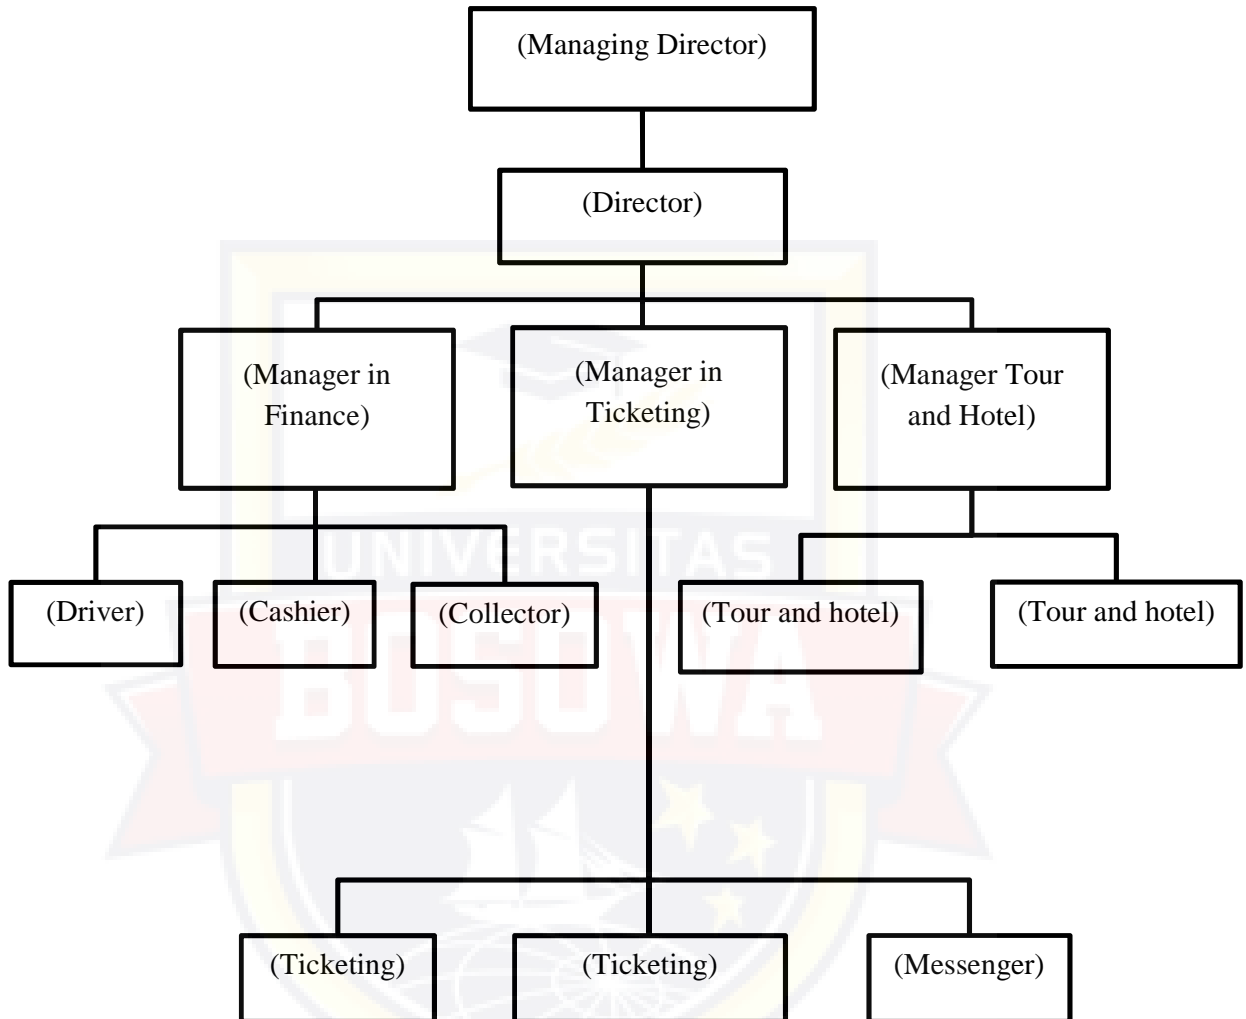 (Managing Director)
(Director)
(Manager in
Finance)
(Manager in
Ticketing)
(Manager Tour
and Hotel)
(Driver)
(Cashier)
(Collector)
(Tour and hotel)
(Tour and hotel)
UNIVERSITAS
BOSOWA
(Ticketing)
(Ticketing)
(Messenger)